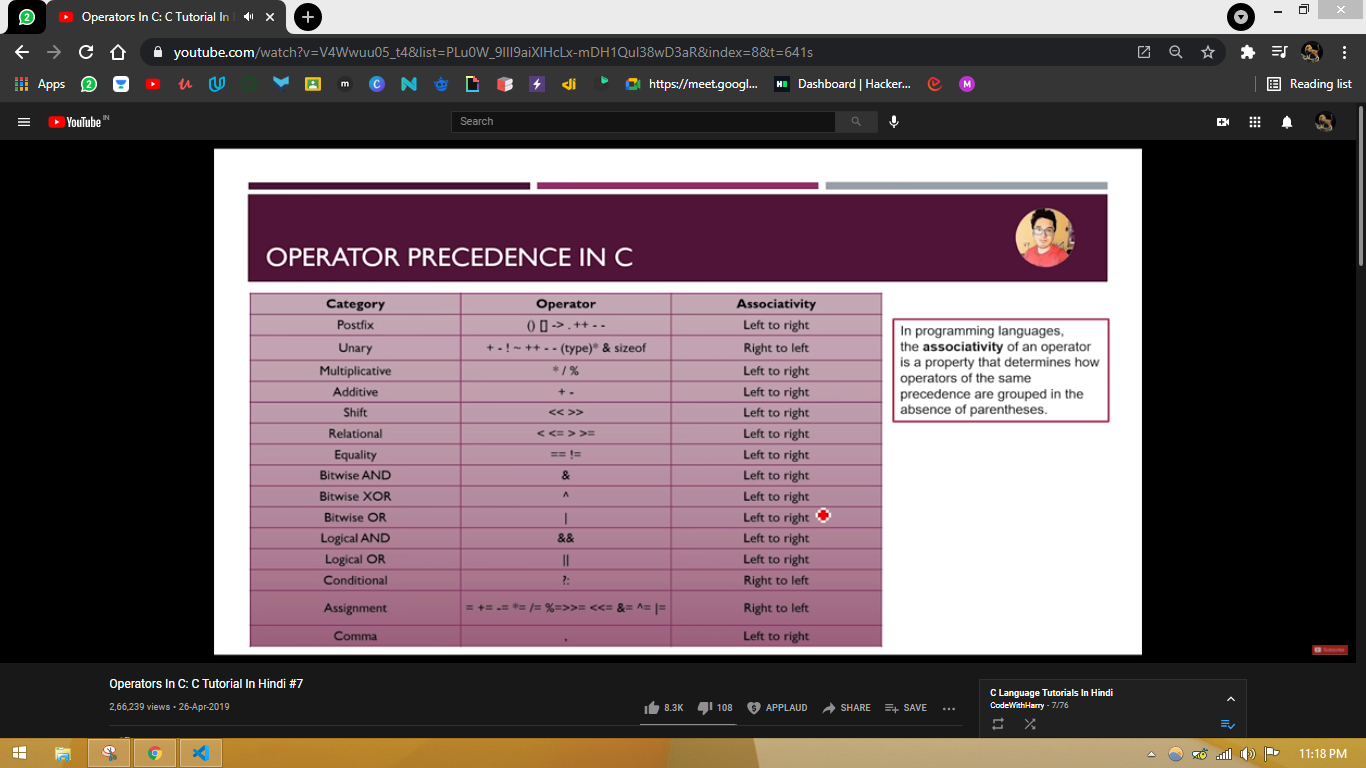 Operators In C: C Tutorial In
youtube.com/watch?v=V4Wwuu05_t4&list=PLu0W_9lII9aiXlHcLx-mDH1Qul38wD3aR&index=8&t=641s
Apps
https://meet.googl...
Dashboard | Hacker...
Reading list
YouTube IN
Search
OPERATOR PRECEDENCE IN C
Category Operator Associativity
Postfix () [] -> . ++ - - Left to right
Unary + - ! ~ ++ - - (type)* & sizeof Right to left
Multiplicative * / % Left to right
Additive + - Left to right
Shift << >> Left to right
Relational < <= > >= Left to right
Equality == != Left to right
Bitwise AND & Left to right
Bitwise XOR ^ Left to right
Bitwise OR | Left to right
Logical AND && Left to right
Logical OR || Left to right
Conditional ?: Right to left
Assignment = += -= *= /= %=>>= <<= &= ^= |= Right to left
Comma , Left to right
In programming languages,
the associativity of an operator
is a property that determines how
operators of the same
precedence are grouped in the
absence of parentheses.
Subscribe
Operators In C: C Tutorial In Hindi #7
2,66,239 views • 26-Apr-2019
8.3K 108 APPLAUD SHARE SAVE ...
C Language Tutorials In Hindi
CodeWithHarry - 7/76
11:18 PM